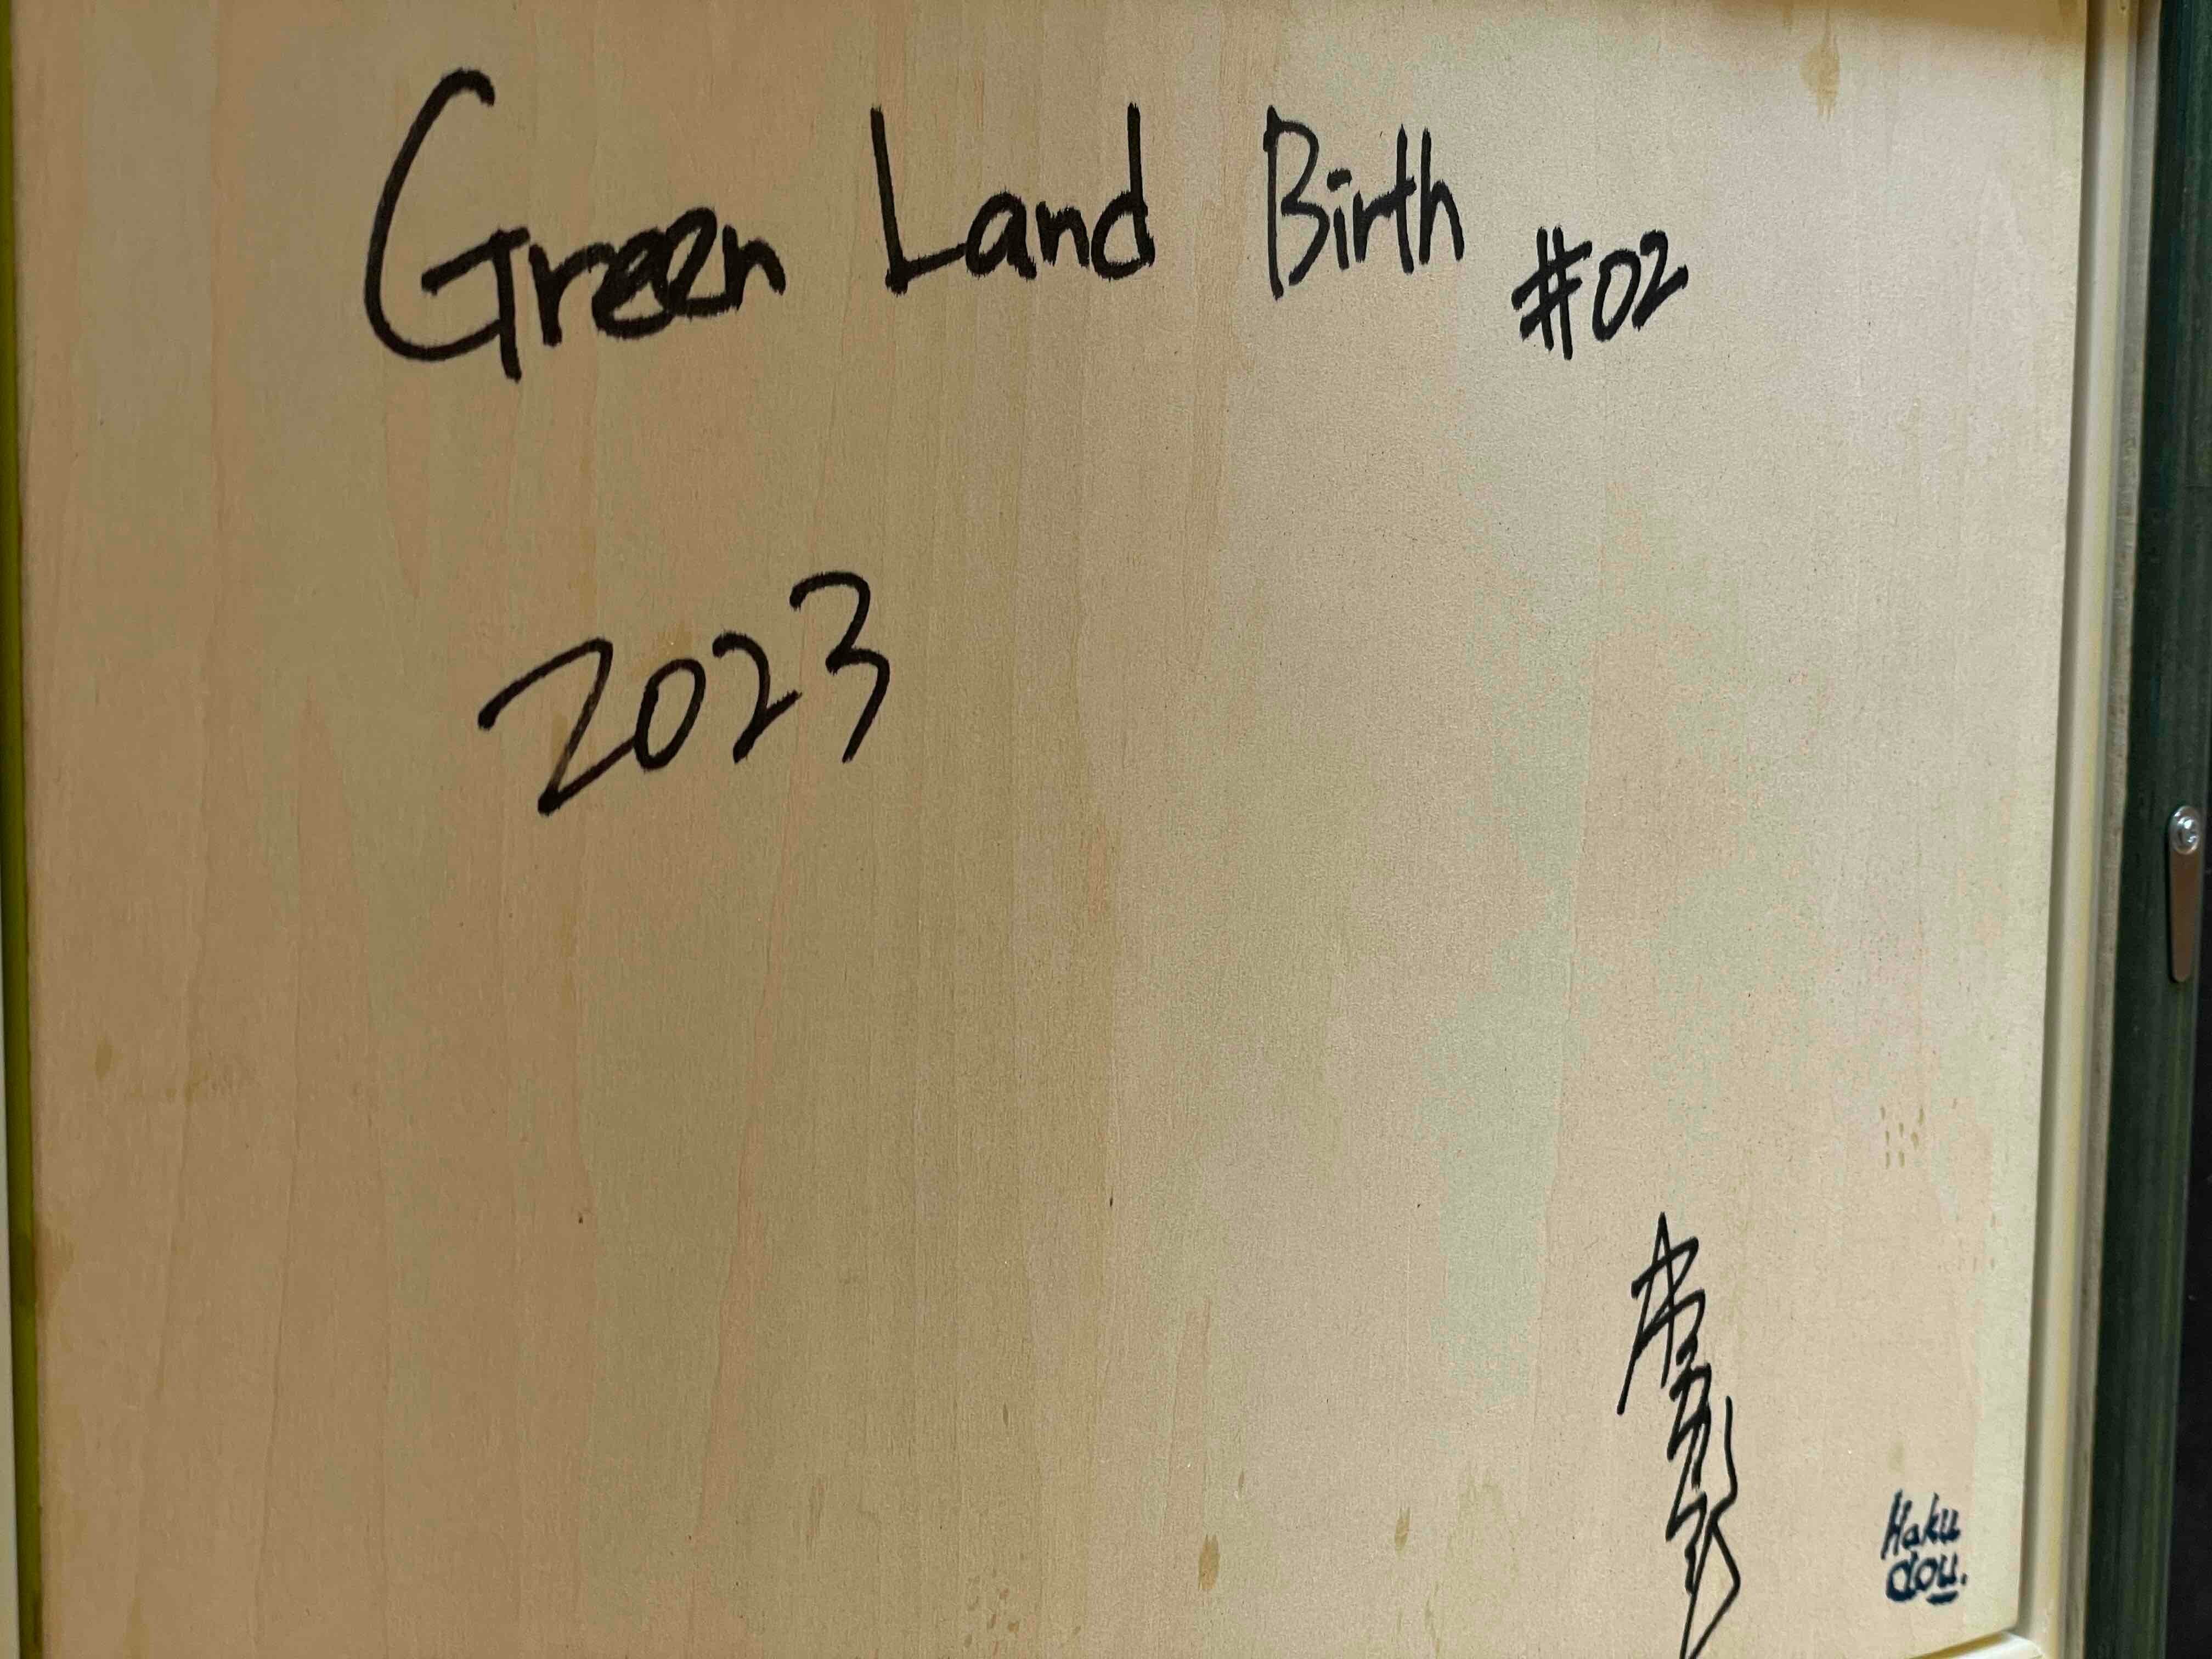 Green Land Birth #02
2023
Haku
dou.